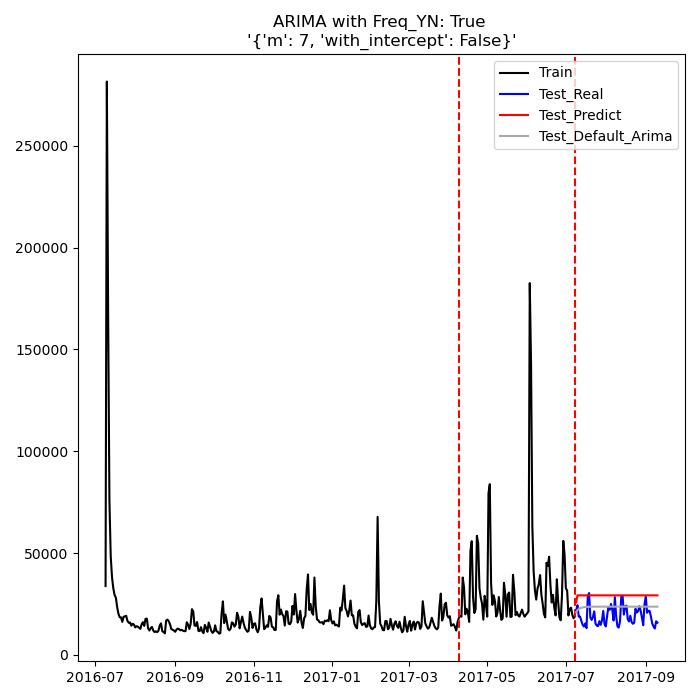 ARIMA with Freq_YN: True
'{'m': 7, 'with_intercept': False}'
Train
Test_Real
Test_Predict
Test_Default_Arima
250000
200000
150000
100000
50000
0
2016-07
2016-09
2016-11
2017-01
2017-03
2017-05
2017-07
2017-09